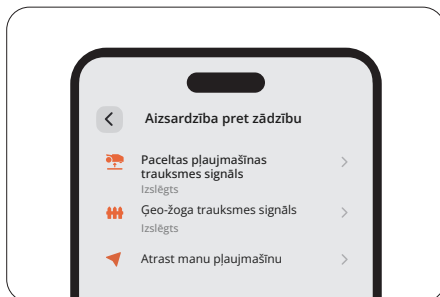 Aizsardzība pret zādzību
Paceltas pļaujmašīnas
trauksmes signāls
Izslēgts
Ģeo-žoga trauksmes signāls
Izslēgts
Atrast manu pļaujmašīnu